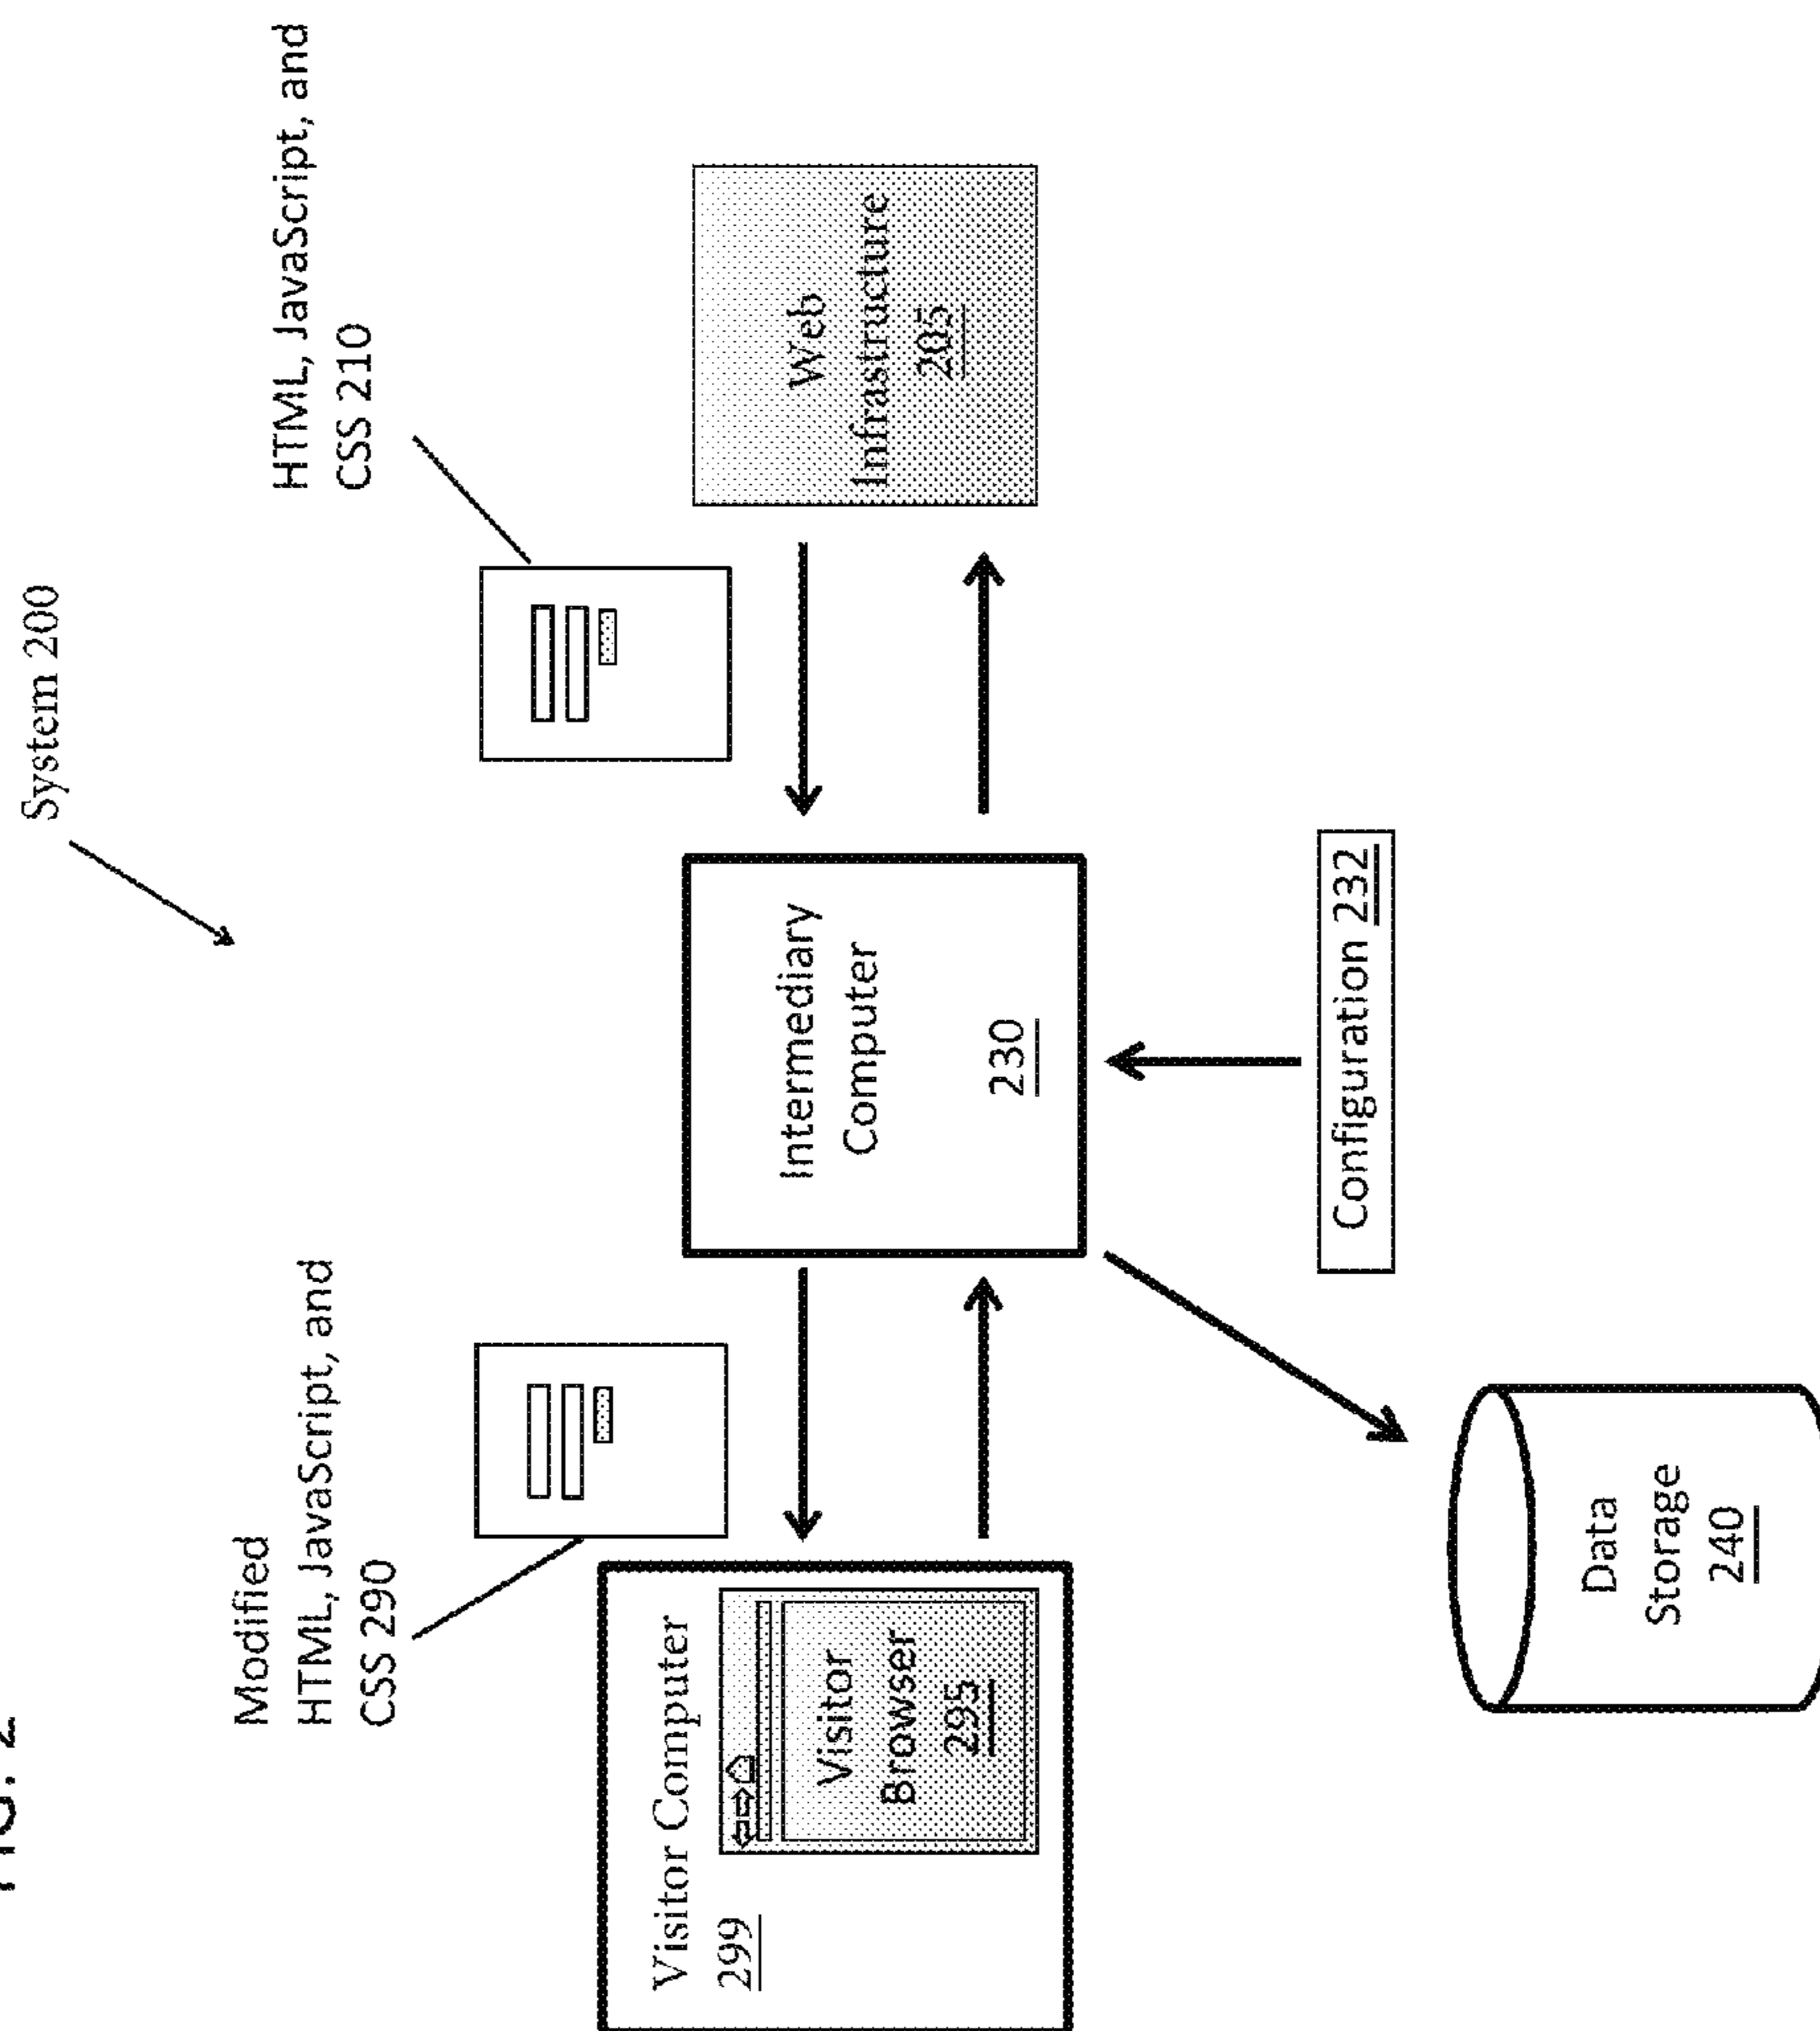 FIG. 2
System 200
Modified
HTML, JavaScript, and
CSS 290
HTML, JavaScript, and
CSS 210
Visitor Computer
299
Visitor
Browser
295
Intermediary
Computer
230
Web
Infrastructure
205
Configuration 232
Data
Storage
240